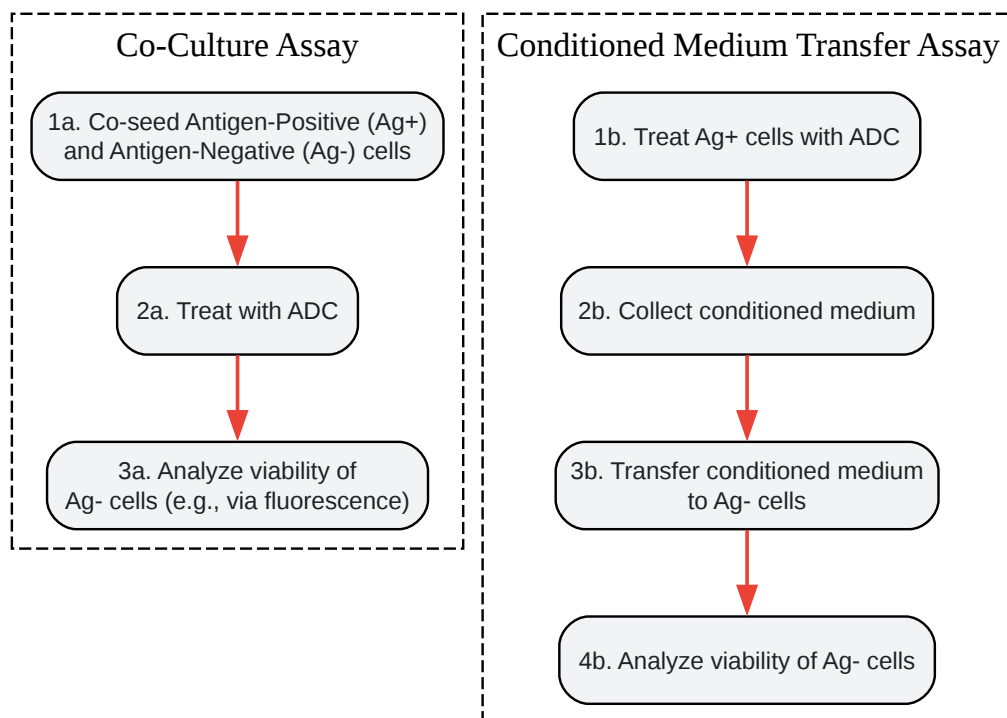 Co-Culture Assay
1a. Co-seed Antigen-Positive (Ag+)
and Antigen-Negative (Ag-) cells
2a. Treat with ADC
3a. Analyze viability of
Ag- cells (e.g., via fluorescence)
Conditioned Medium Transfer Assay
1b. Treat Ag+ cells with ADC
2b. Collect conditioned medium
3b. Transfer conditioned medium
to Ag- cells
4b. Analyze viability of Ag- cells